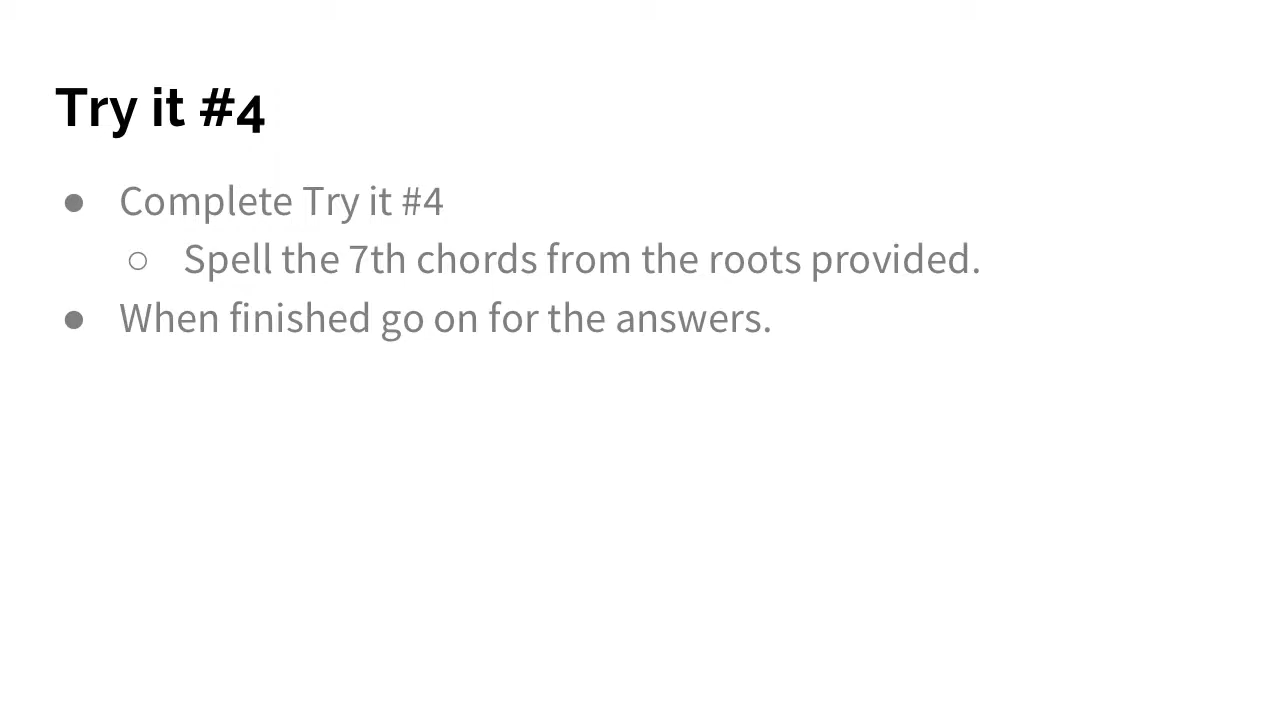 Try it #4
● Complete Try it #4
○ Spell the 7th chords from the roots provided.
● When finished go on for the answers.